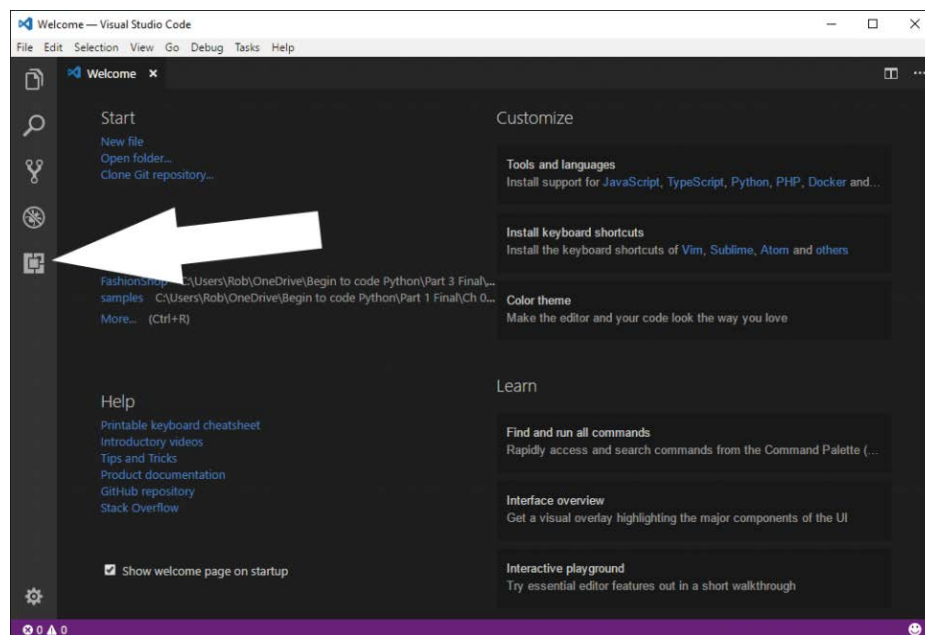 Welcome — Visual Studio Code
File Edit Selection View Go Debug Tasks Help
Welcome
Start
New file
Open folder...
Clone Git repository...
FashionShop C:\Users\Rob\OneDrive\Begin to code Python\Part 3 Final\...
samples C:\Users\Rob\OneDrive\Begin to code Python\Part 1 Final\Ch 0...
More... (Ctrl+R)
Help
Printable keyboard cheatsheet
Introductory videos
Tips and Tricks
Product documentation
GitHub repository
Stack Overflow
Show welcome page on startup
Customize
Tools and languages
Install support for JavaScript, TypeScript, Python, PHP, Docker and...
Install keyboard shortcuts
Install the keyboard shortcuts of Vim, Sublime, Atom and others
Color theme
Make the editor and your code look the way you love
Learn
Find and run all commands
Rapidly access and search commands from the Command Palette (...
Interface overview
Get a visual overlay highlighting the major components of the UI
Interactive playground
Try essential editor features out in a short walkthrough
0 0